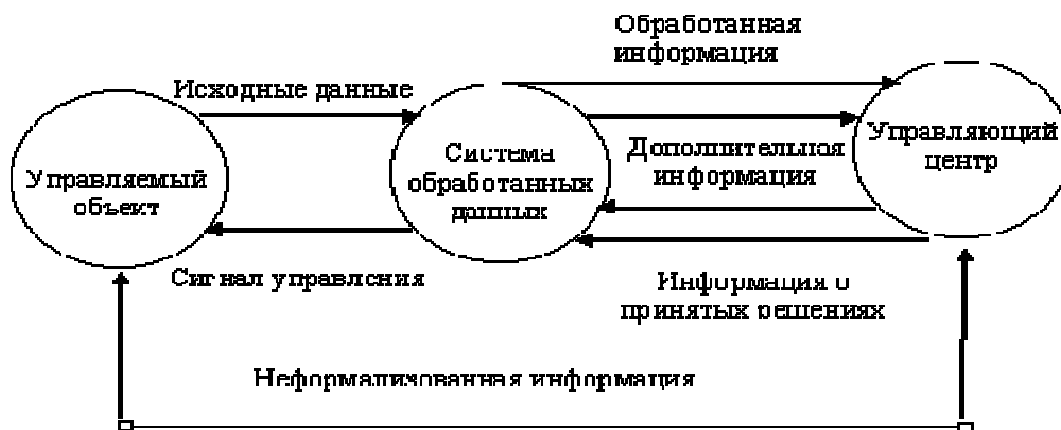 Обработанная
информация
Исходные данные
Управляющий
центр
Система
обработанных
данных
Дополнительная
информация
Управляемый
объект
Сигнал управления
Информация о
принятых решениях
Неформализованная информация